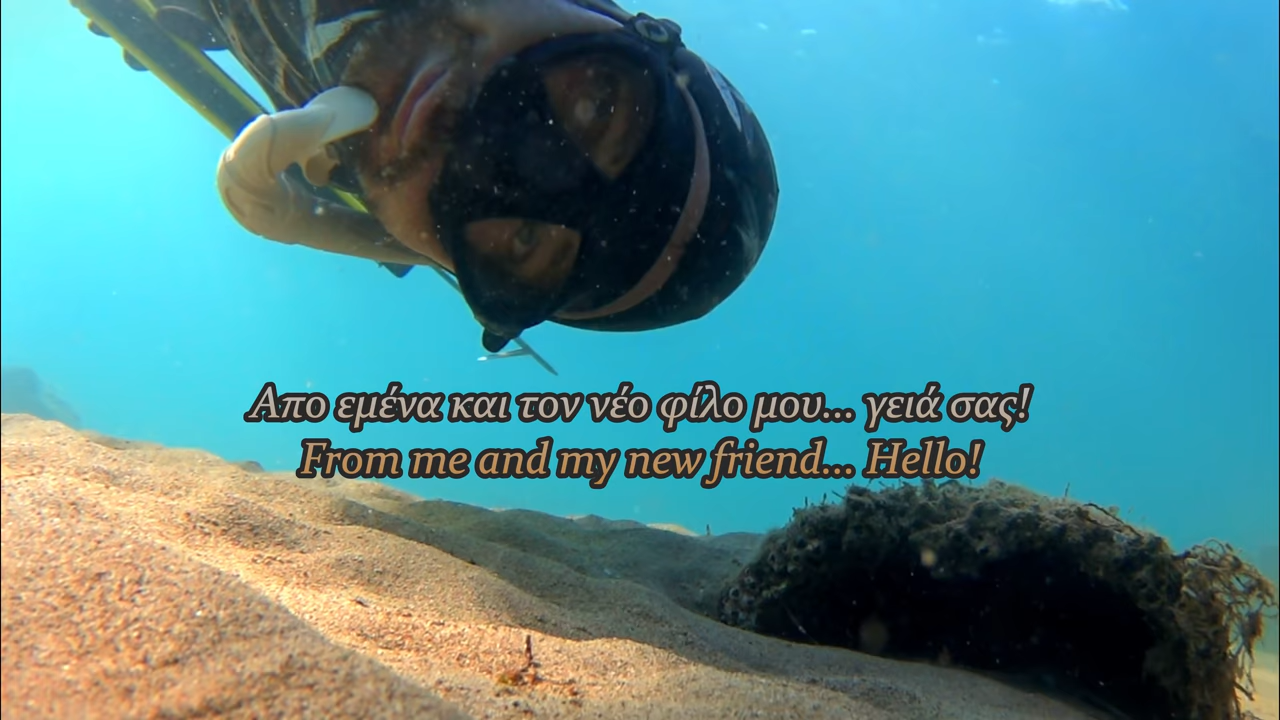 Απο εμένα και τον νέο φίλο μου... γειά σας!
From me and my new friend... Hello!